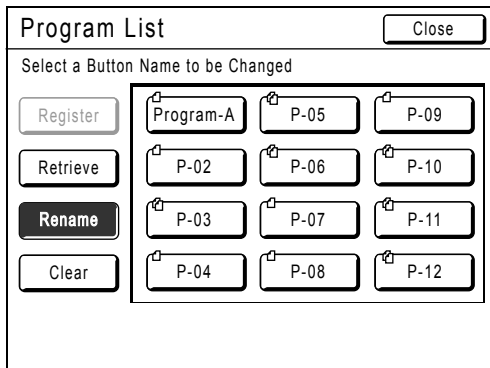 Program List
Close
Select a Button Name to be Changed
Register
Program-A
P-05
P-09
Retrieve
P-02
P-06
P-10
Rename
P-03
P-07
P-11
Clear
P-04
P-08
P-12